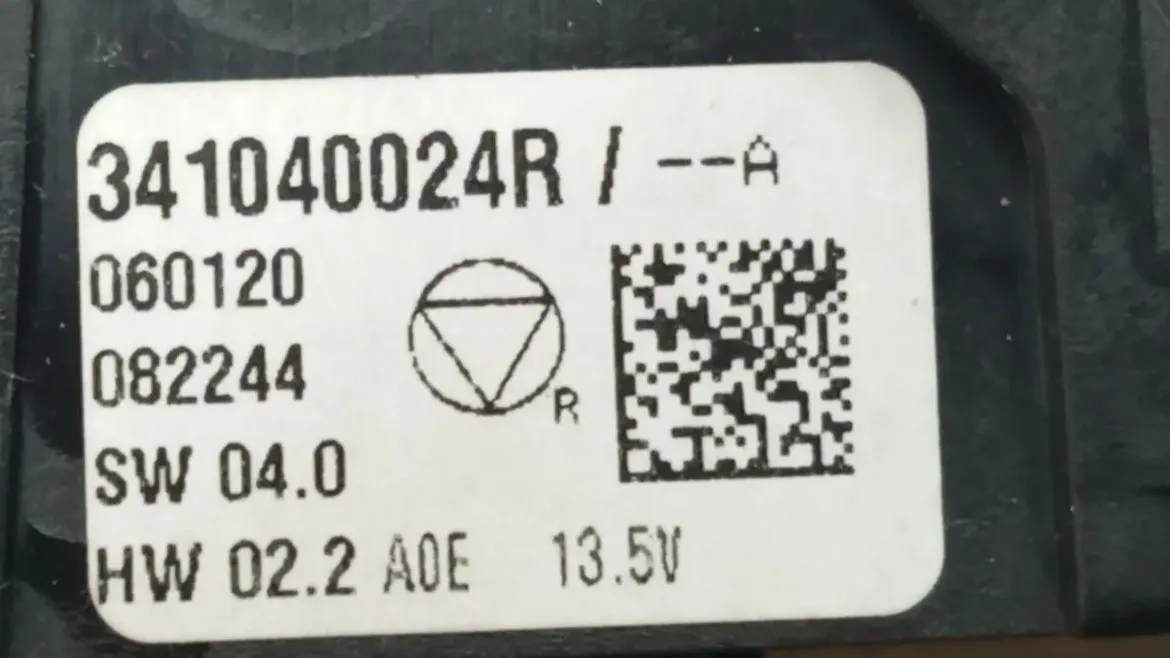 341040024R / --A
060120
082244
R
SW 04.0
HW 02.2 A0E 13.5V